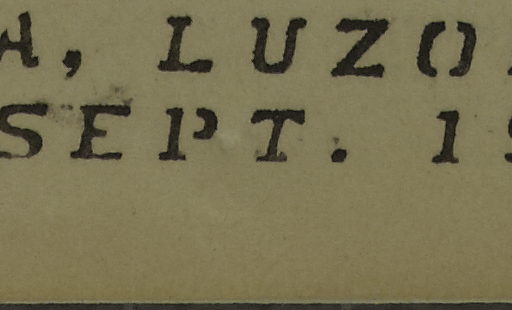 A, LUZO
SEPT. 1